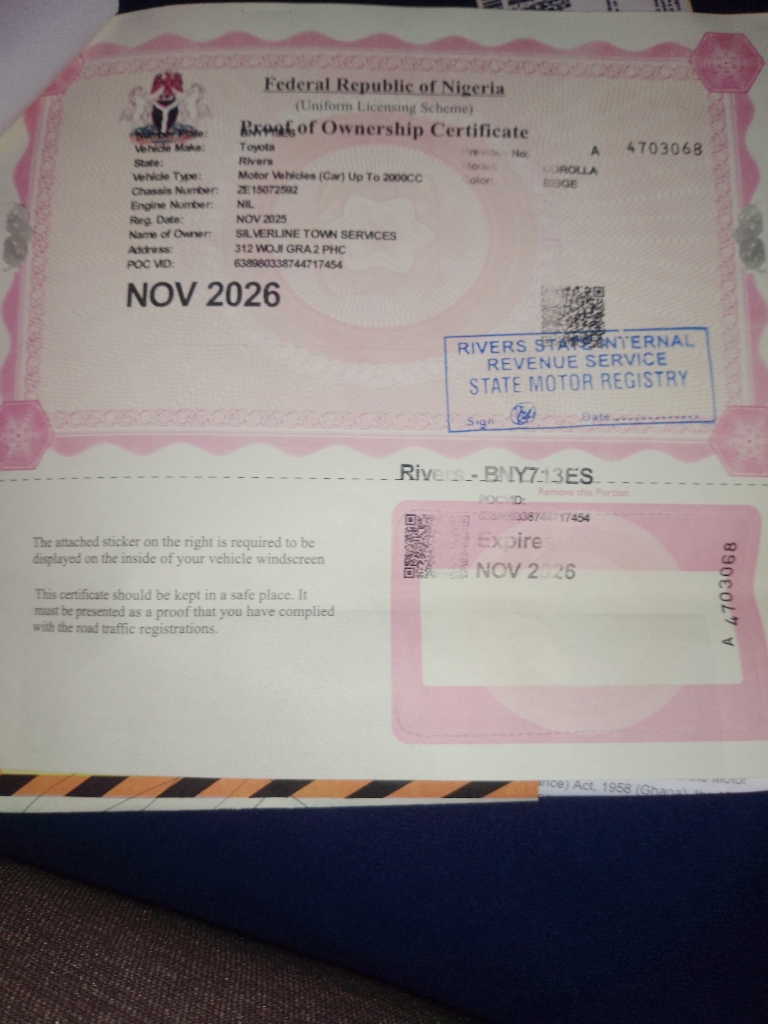 Federal Republic of Nigeria
(Uniform Licensing Scheme)
Proof of Ownership Certificate
Vehicle Make: Toyota
A 4703068
State: Rivers
COROLLA
Vehicle Type: Motor Vehicles (Car) Up To 2000CC
Chassis Number: ZE15072592
Engine Number: NIL
Reg. Date: NOV 2025
Name of Owner: SILVERLINE TOWN SERVICES
Address: 312 WOJI GRA 2 PHC
POC VID: 638980338744717454
NOV 2026
RIVERS STATE INTERNAL
REVENUE SERVICE
STATE MOTOR REGISTRY
Sign Date
Rivers - BNY713ES
Remove this Portion
POCVID:
Expire
NOV 2026
A 4703068
The attached sticker on the right is required to be
displayed on the inside of your vehicle windscreen
This certificate should be kept in a safe place. It
must be presented as a proof that you have complied
with the road traffic registrations.
Act, 1958 (Ghana)